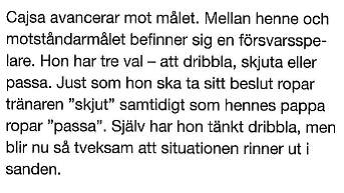 Cajsa avancerar mot målet. Mellan henne och
motståndarmålet befinner sig en försvarsspe-
lare. Hon har tre val – att dribbla, skjuta eller
passa. Just som hon ska ta sitt beslut ropar
tränaren ”skjut” samtidigt som hennes pappa
ropar ”passa”. Själv har hon tänkt dribbla, men
blir nu så tveksam att situationen rinner ut i
sanden.